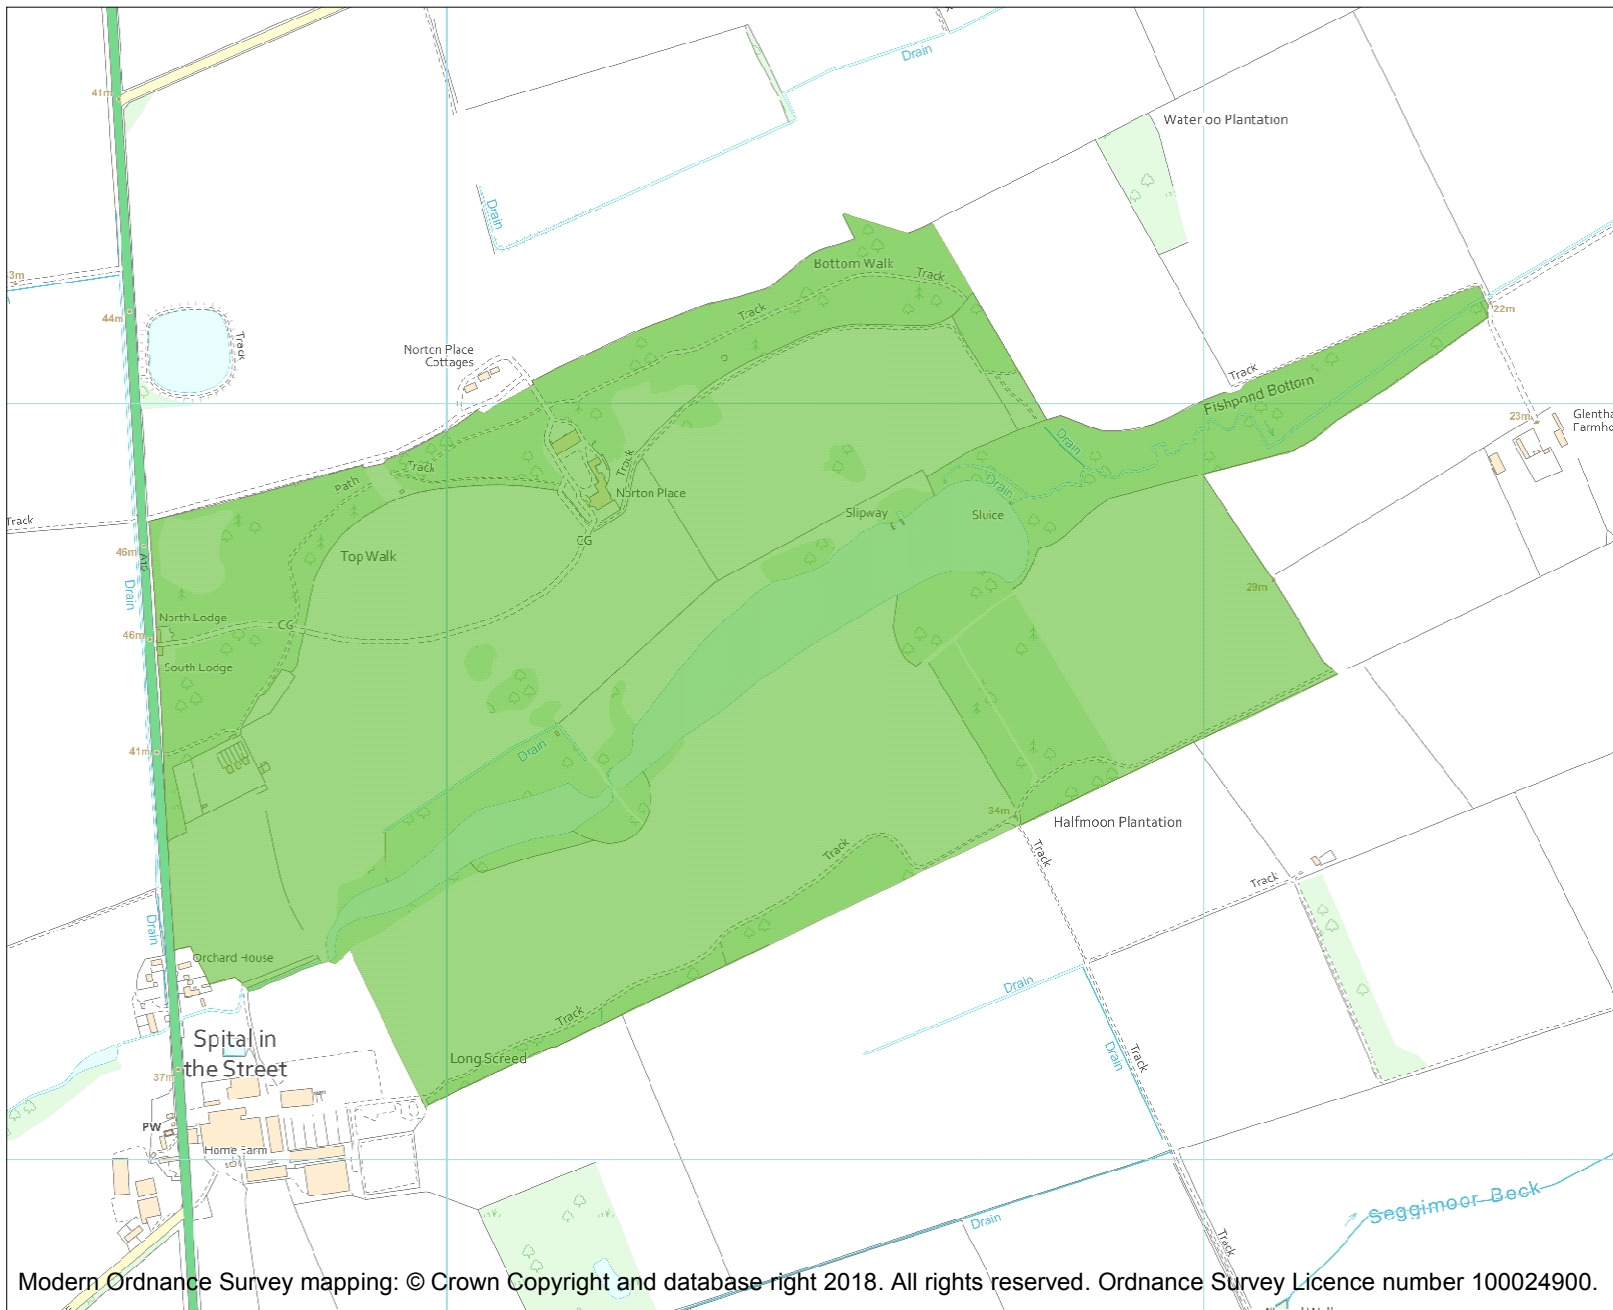 Drain
41m
Water oo Plantation
Drain
Bottom Walk
Track
3m
44m
Track
Track
22m
Norton Place
Cottages
Track
Fishpond Bottom
23m
Drain
Track
Path
Track
Norton Place
Drain
Slipway
Sluice
Track
CG
46m
A15
Top Walk
Drain
29m
North Lodge
CG
46m
South Lodge
41m
Drain
34m
Halfmoon Plantation
Track
Track
Track
Drain
Orchard House
Drain
Track
Spital in
the Street
Long Screed
Track
Drain
37m
PW
Home Farm
Seggimoor Beck
Drain
Track
Modern Ordnance Survey mapping: © Crown Copyright and database right 2018. All rights reserved. Ordnance Survey Licence number 100024900.